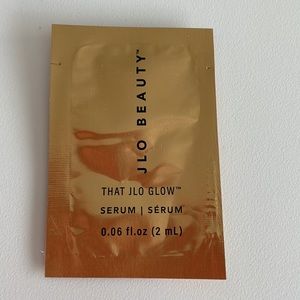 JLO BEAUTY™
THAT JLO GLOW™
SERUM | SÉRUM
0.06 fl.oz (2 mL)